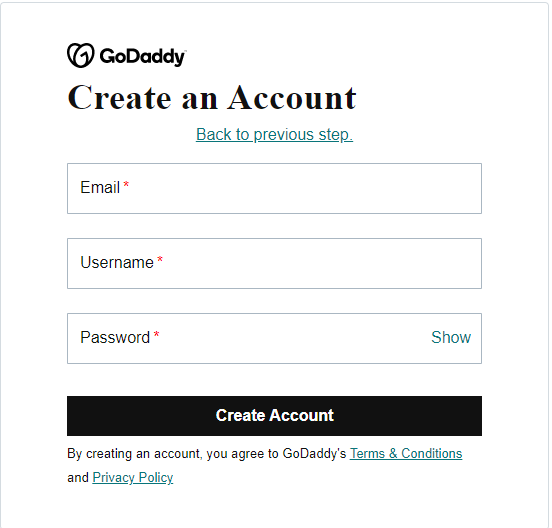 GoDaddy
Create an Account
Back to previous step.
Email *
Username *
Password * Show
Create Account
By creating an account, you agree to GoDaddy's Terms & Conditions
and Privacy Policy